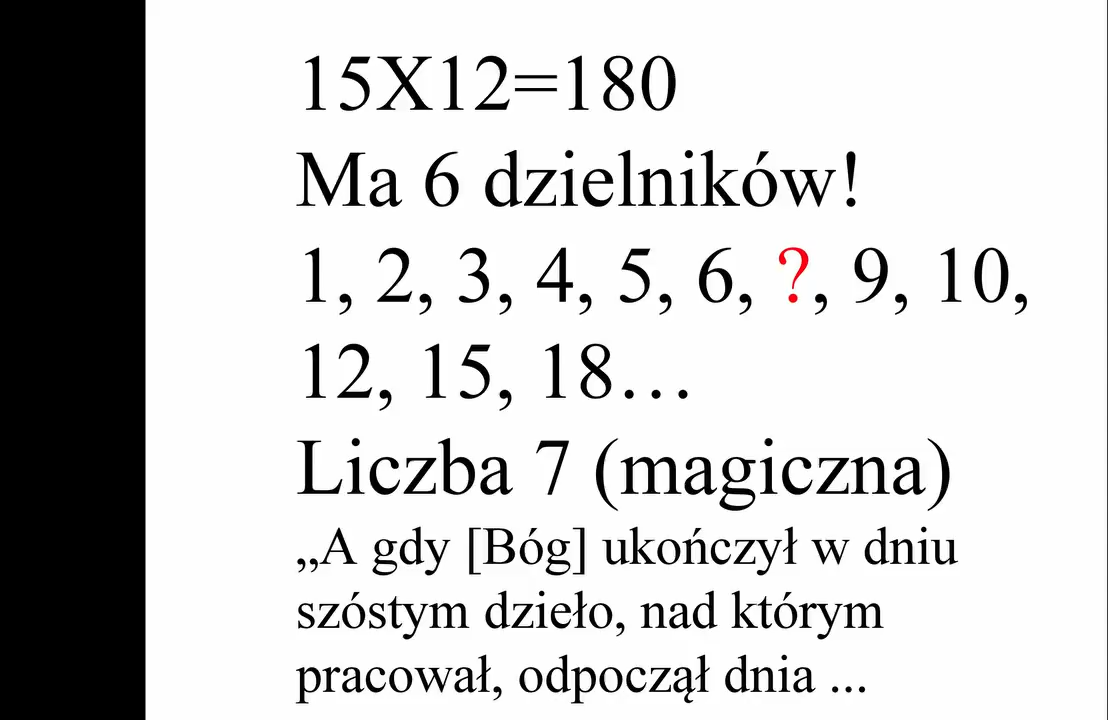 15X12=180
Ma 6 dzielników!
1, 2, 3, 4, 5, 6, ?, 9, 10,
12, 15, 18…
Liczba 7 (magiczna)
„A gdy [Bóg] ukończył w dniu
szóstym dzieło, nad którym
pracował, odpoczął dnia ...